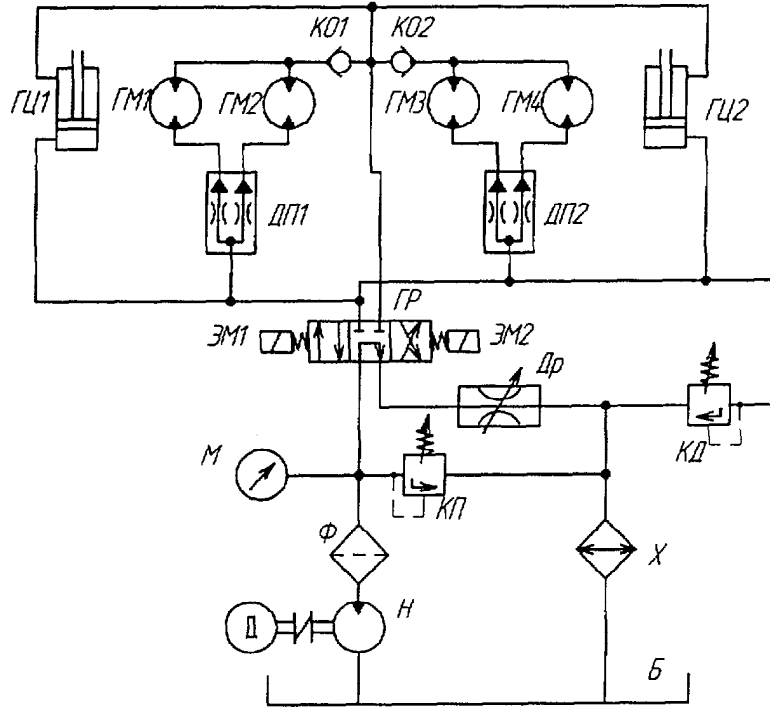 КО1 КО2
ГЦ1 ГМ1 ГМ2 ГМ3 ГМ4 ГЦ2
ДП1 ДП2
ГР
ЭМ1 ЭМ2
Др
КД
М
КП
Ф
Х
Д Н
Б